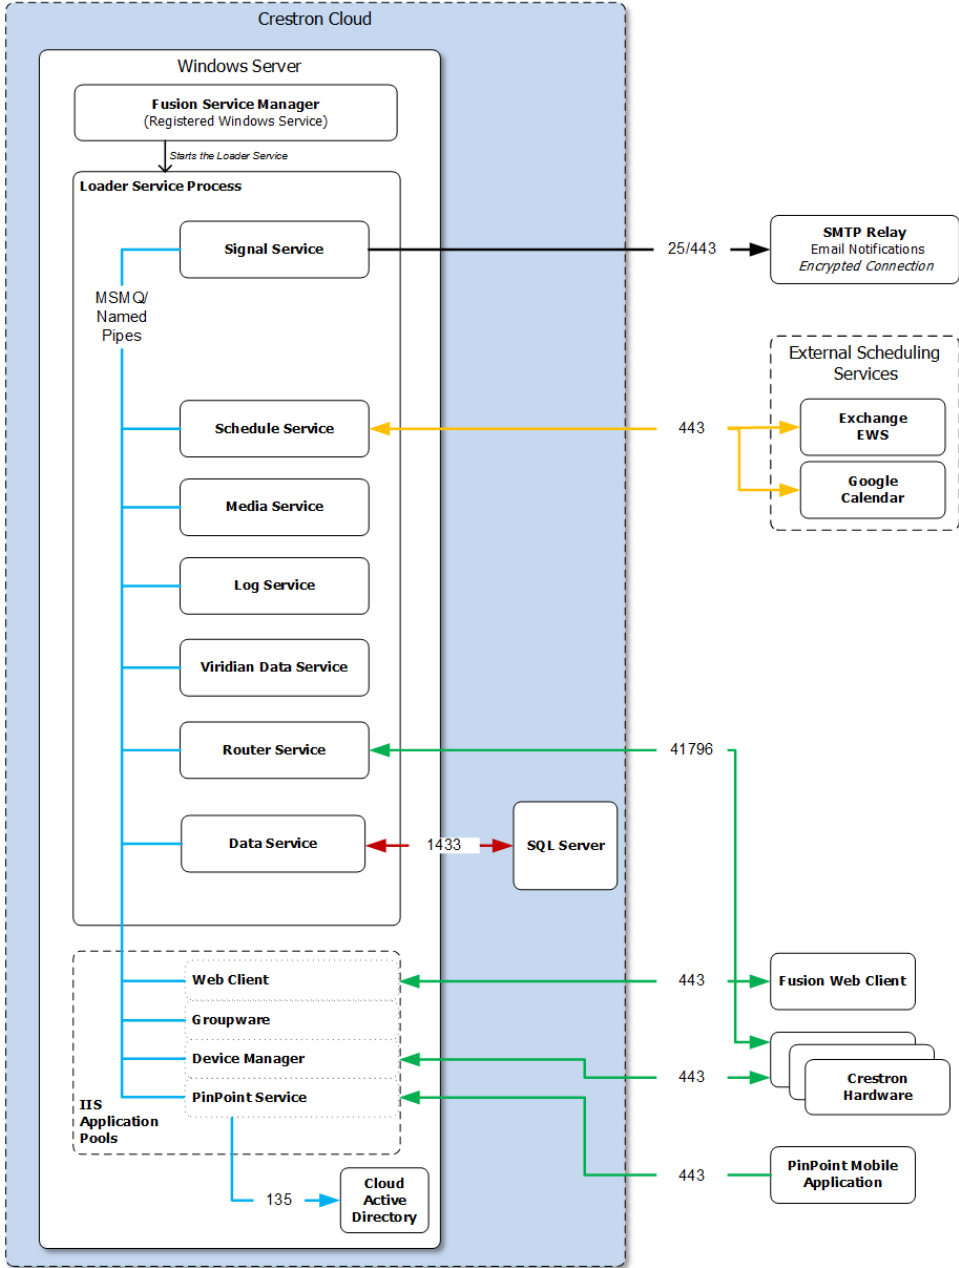 Crestron Cloud
Windows Server
Fusion Service Manager
(Registered Windows Service)
Starts the Loader Service
Loader Service Process
Signal Service
25/443
SMTP Relay
Email Notifications
Encrypted Connection
MSMQ/
Named
Pipes
External Scheduling
Services
Schedule Service
443
Exchange
EWS
Google
Calendar
Media Service
Log Service
Viridian Data Service
Router Service
41796
Data Service
1433
SQL Server
Web Client
443
Fusion Web Client
Groupware
Device Manager
443
Crestron
Hardware
PinPoint Service
IIS
Application
Pools
443
PinPoint Mobile
Application
135
Cloud
Active
Directory